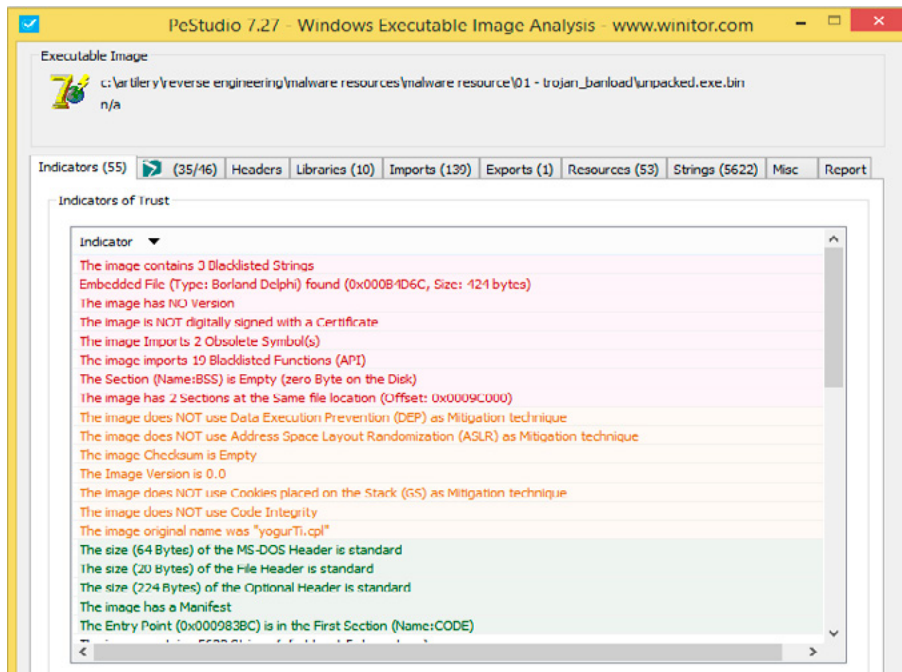 PeStudio 7.27 - Windows Executable Image Analysis - www.winitor.com
Executable Image
c:\artilery\reverse engineering\malware resources\malware resource\01 - trojan_banload\unpacked.exe.bin
n/a
Indicators (55) (35/46) Headers Libraries (10) Imports (139) Exports (1) Resources (53) Strings (5622) Misc Report
Indicators of Trust
Indicator
The image contains 3 Blacklisted Strings
Embedded File (Type: Borland Delphi) found (0x000B4D6C, Size: 424 bytes)
The image has NO Version
The image is NOT digitally signed with a Certificate
The image Imports 2 Obsolete Symbol(s)
The image imports 19 Blacklisted Functions (API)
The Section (Name:BSS) is Empty (zero Byte on the Disk)
The image has 2 Sections at the Same file location (Offset: 0x0009C000)
The image does NOT use Data Execution Prevention (DEP) as Mitigation technique
The image does NOT use Address Space Layout Randomization (ASLR) as Mitigation technique
The image Checksum is Empty
The Image Version is 0.0
The image does NOT use Cookies placed on the Stack (GS) as Mitigation technique
The image does NOT use Code Integrity
The image original name was "yogurTi.cpl"
The size (64 Bytes) of the MS-DOS Header is standard
The size (20 Bytes) of the File Header is standard
The size (224 Bytes) of the Optional Header is standard
The image has a Manifest
The Entry Point (0x000983BC) is in the First Section (Name:CODE)